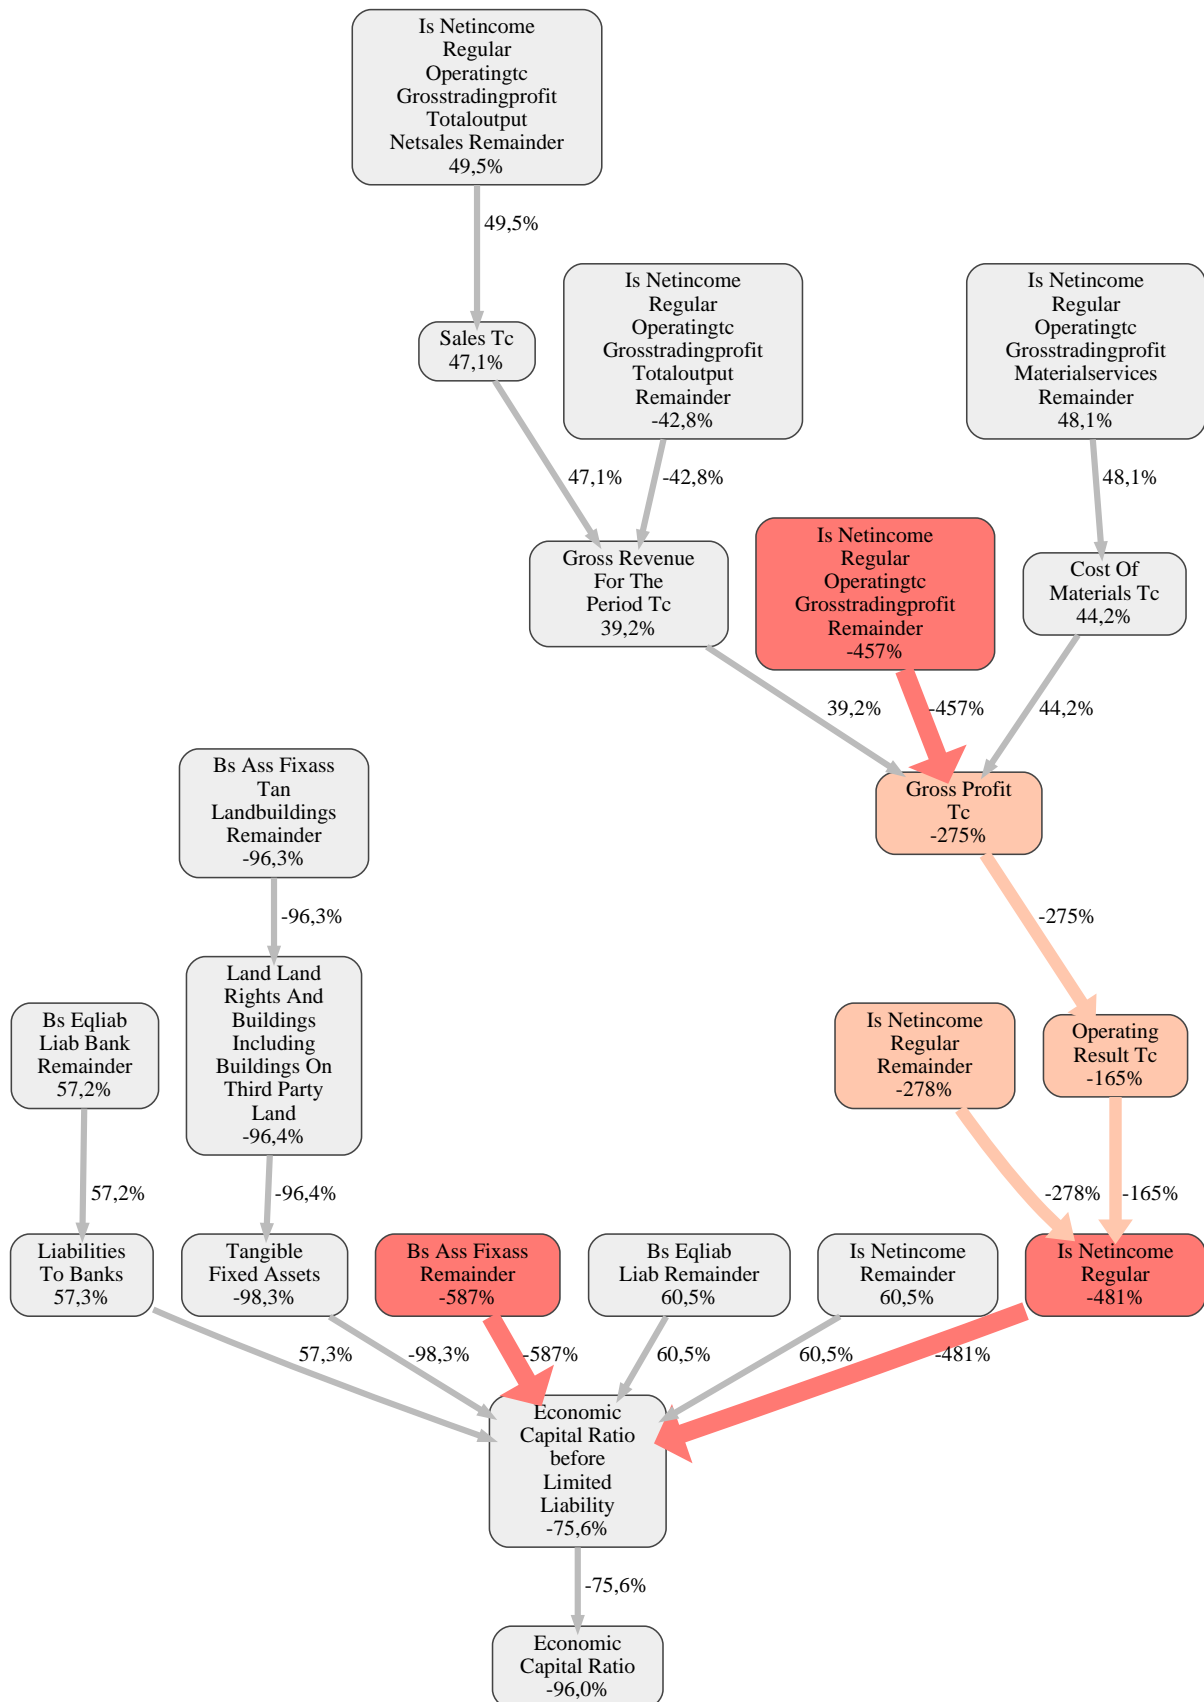 Is Netincome
Regular
Operatingtc
Grosstradingprofit
Totaloutput
Netsales Remainder
49,5%
49,5%
Sales Tc
47,1%
Is Netincome
Regular
Operatingtc
Grosstradingprofit
Totaloutput
Remainder
-42,8%
Is Netincome
Regular
Operatingtc
Grosstradingprofit
Materialservices
Remainder
48,1%
47,1%
-42,8%
48,1%
Gross Revenue
For The
Period Tc
39,2%
Is Netincome
Regular
Operatingtc
Grosstradingprofit
Remainder
-457%
Cost Of
Materials Tc
44,2%
39,2%
-457%
44,2%
Bs Ass Fixass
Tan
Landbuildings
Remainder
-96,3%
Gross Profit
Tc
-275%
-96,3%
-275%
Bs Eqliab
Liab Bank
Remainder
57,2%
Land Land
Rights And
Buildings
Including
Buildings On
Third Party
Land
-96,4%
Is Netincome
Regular
Remainder
-278%
Operating
Result Tc
-165%
57,2%
-96,4%
-278%
-165%
Liabilities
To Banks
57,3%
Tangible
Fixed Assets
-98,3%
Bs Ass Fixass
Remainder
-587%
Bs Eqliab
Liab Remainder
60,5%
Is Netincome
Remainder
60,5%
Is Netincome
Regular
-481%
57,3%
-98,3%
-587%
60,5%
60,5%
-481%
Economic
Capital Ratio
before
Limited
Liability
-75,6%
-75,6%
Economic
Capital Ratio
-96,0%